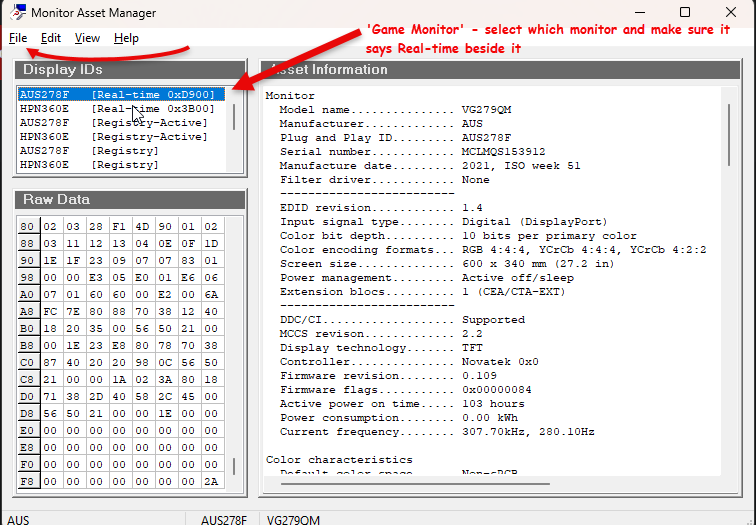 Monitor Asset Manager
File Edit View Help
'Game Monitor' - select which monitor and make sure it
says Real-time beside it
Display IDs
AUS278F [Real-time 0xD900]
HPN360E [Real-time 0x3B00]
AUS278F [Registry-Active]
HPN360E [Registry-Active]
AUS278F [Registry]
HPN360E [Registry]
Raw Data
80 02 03 28 F1 4D 90 01 02
88 03 11 12 13 04 0E 0F 1D
90 1E 1F 23 09 07 07 83 01
98 00 00 E3 05 E0 01 E6 06
A0 07 01 60 60 00 E2 00 6A
A8 FC 7E 80 88 70 38 12 40
B0 18 20 35 00 56 50 21 00
B8 00 1E 23 E8 80 78 70 38
C0 87 40 20 20 98 0C 56 50
C8 21 00 00 1A 02 3A 80 18
D0 71 38 2D 40 58 2C 45 00
D8 56 50 21 00 00 1E 00 00
E0 00 00 00 00 00 00 00 00
E8 00 00 00 00 00 00 00 00
F0 00 00 00 00 00 00 00 00
F8 00 00 00 00 00 00 00 2A
Asset Information
Monitor
Model name............... VG279QM
Manufacturer............. AUS
Plug and Play ID......... AUS278F
Serial number............ MCLMQS153912
Manufacture date......... 2021, ISO week 51
Filter driver............ None
-------------------------
EDID revision............ 1.4
Input signal type........ Digital (DisplayPort)
Color bit depth.......... 10 bits per primary color
Color encoding formats... RGB 4:4:4, YCrCb 4:4:4, YCrCb 4:2:2
Screen size.............. 600 x 340 mm (27.2 in)
Power management......... Active off/sleep
Extension blocs.......... 1 (CEA/CTA-EXT)
-------------------------
DDC/CI................... Supported
MCCS revison............. 2.2
Display technology....... TFT
Controller............... Novatek 0x0
Firmware revision........ 0.109
Firmware flags........... 0x00000084
Active power on time..... 103 hours
Power consumption........ 0.00 kWh
Current frequency........ 307.70kHz, 280.10Hz
Color characteristics
Default color space...... Non-sRGB
AUS AUS278F VG279QM